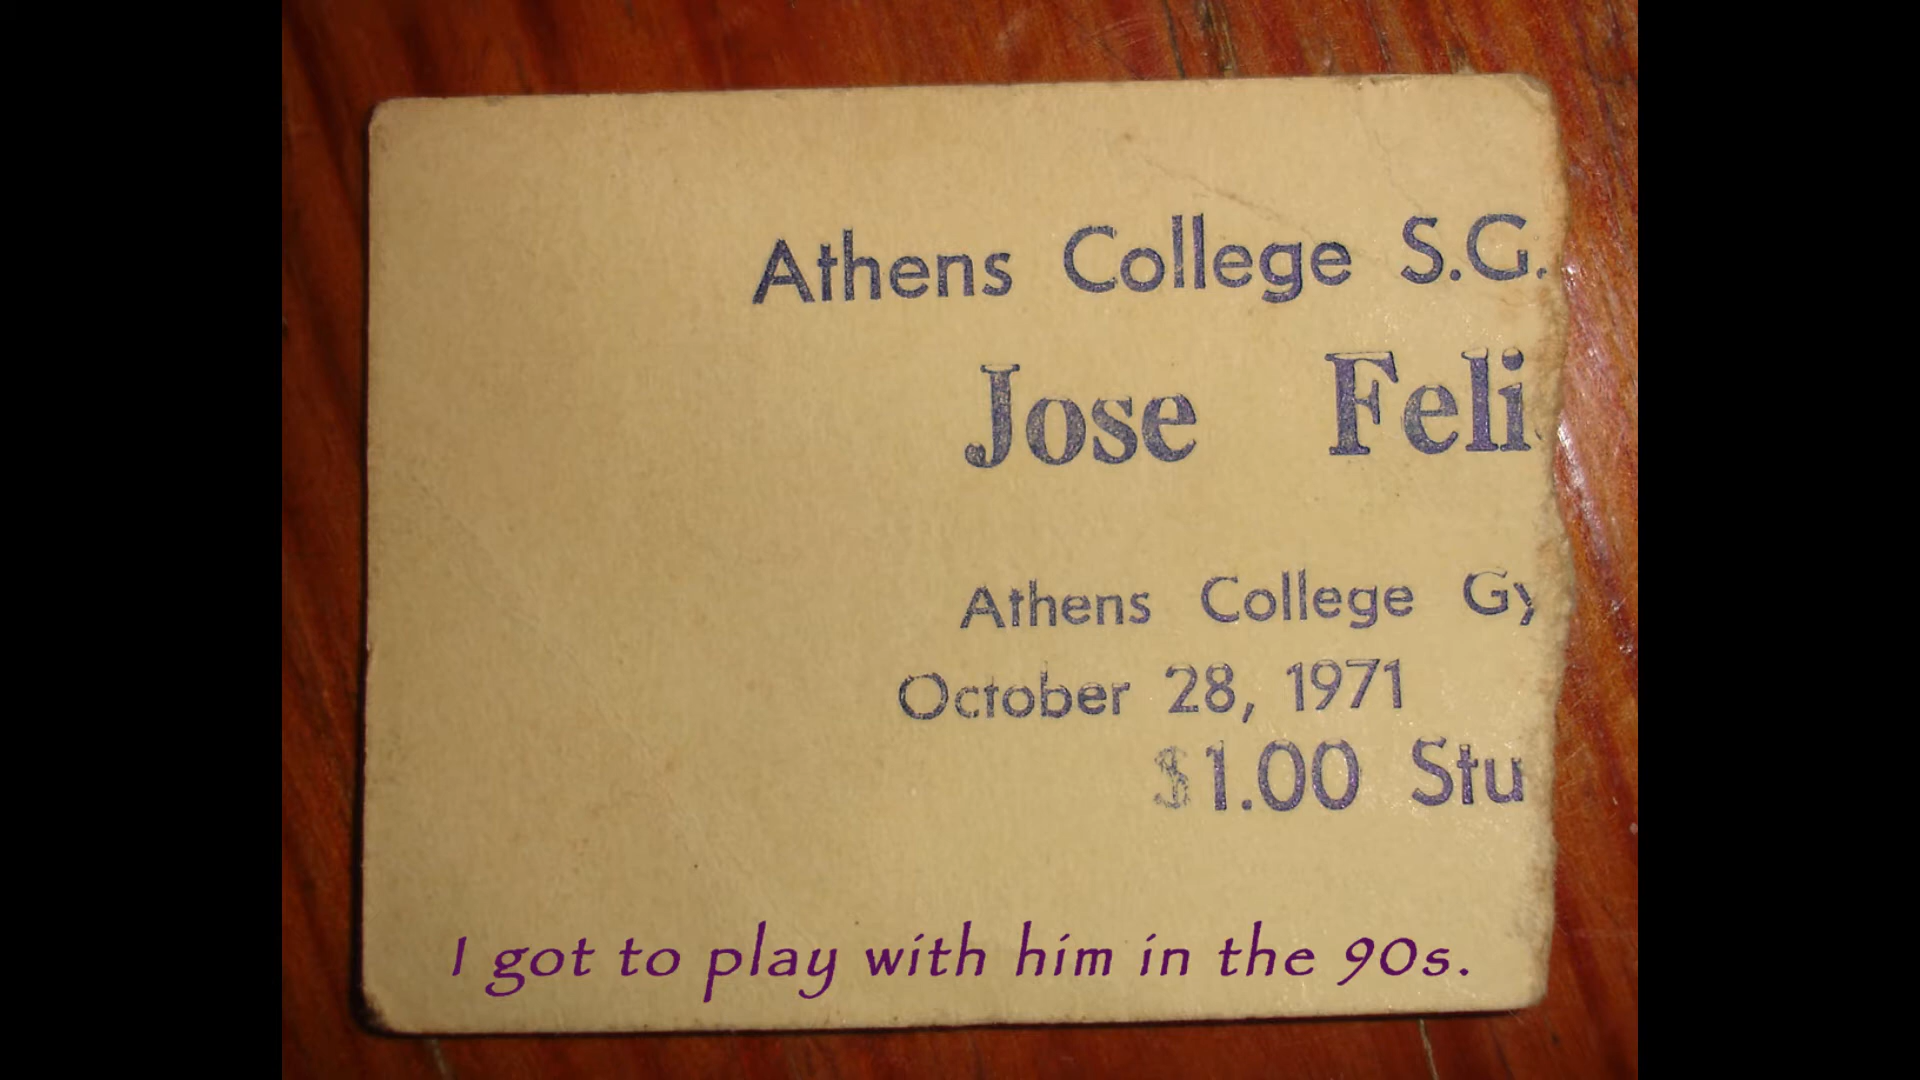 Athens College S.G.
Jose Feli
Athens College Gy
October 28, 1971
$1.00 Stu
I got to play with him in the 90s.